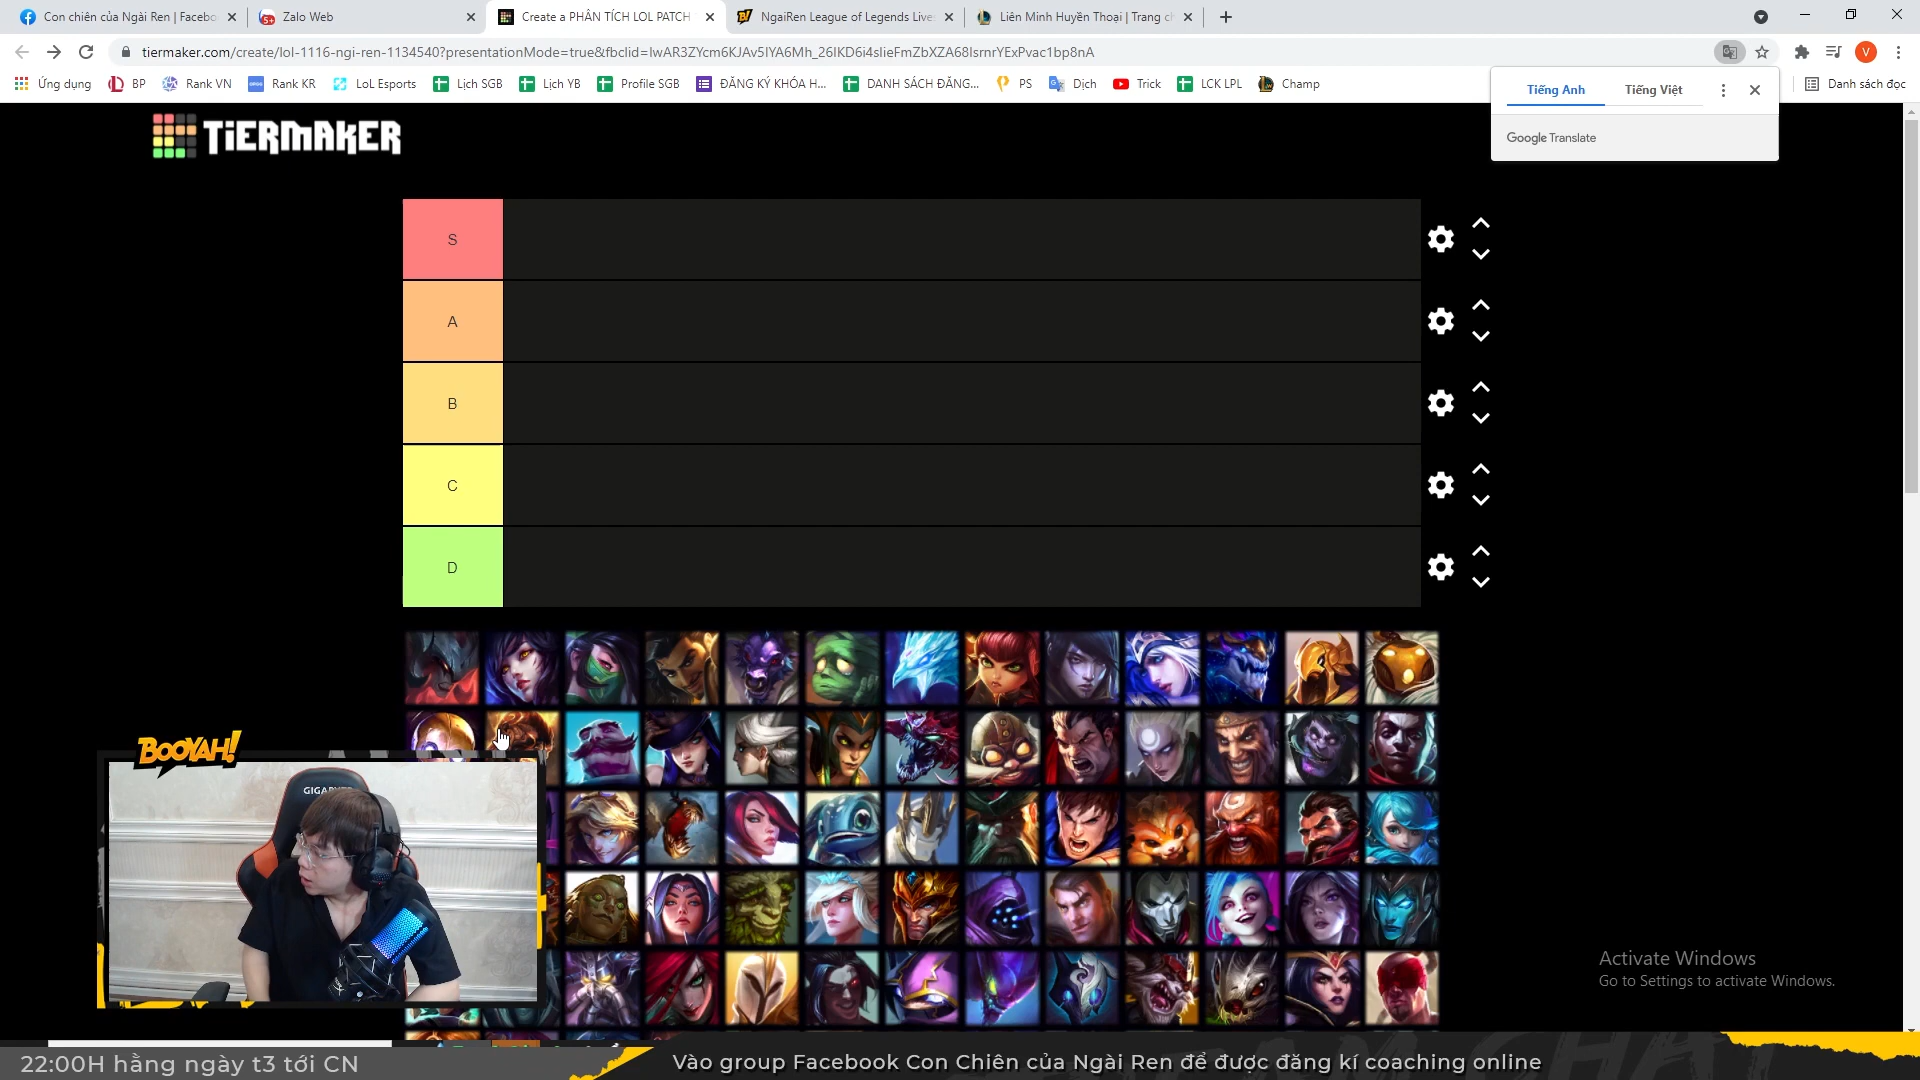 Con chiên của Ngài Ren | Facebo
Zalo Web
Create a PHÂN TÍCH LOL PATCH
NgaiRen League of Legends Live
Liên Minh Huyền Thoại | Trang ch
tiermaker.com/create/lol-1116-ngi-ren-1134540?presentationMode=true&fbclid=IwAR3ZYcm6KJAv5IYA6Mh_26IKD6i4slieFmZbXZA68IsrnrYExPvac1bp8nA
V
Ứng dụng
BP
Rank VN
Rank KR
LoL Esports
Lịch SGB
Lịch YB
Profile SGB
ĐĂNG KÝ KHÓA H...
DANH SÁCH ĐĂNG...
PS
Dịch
Trick
LCK LPL
Champ
Danh sách đọc
Tiếng Anh
Tiếng Việt
Google Translate
TiERMAKER
S
A
B
C
D
BOOYAH!
Activate Windows
Go to Settings to activate Windows.
22:00H hằng ngày t3 tới CN
Vào group Facebook Con Chiên của Ngài Ren để được đăng kí coaching online